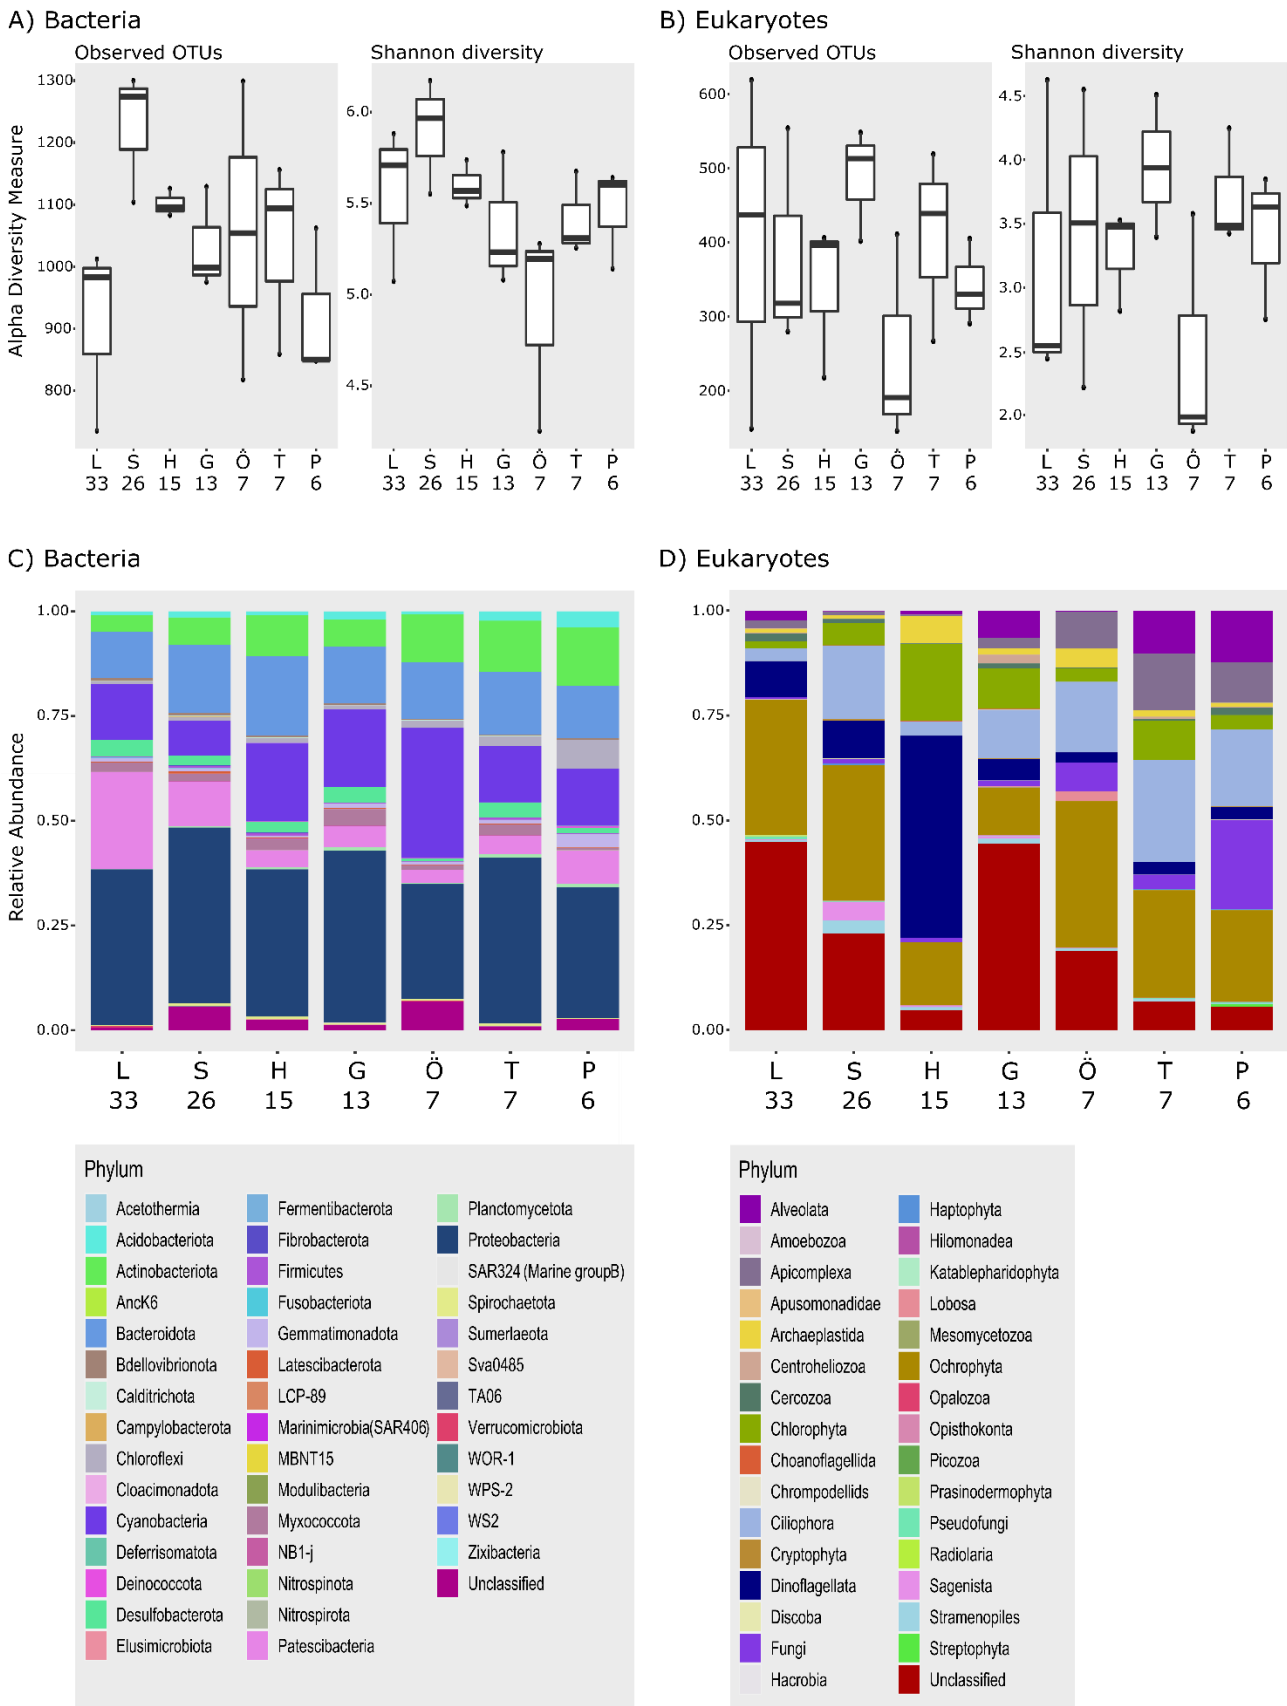 A) Bacteria
Observed OTUs
Shannon diversity
Alpha Diversity Measure
1300
1200
1100
1000
900
800
6.0
5.5
5.0
4.5
L S H G Ö T P
33 26 15 13 7 7 6
L S H G Ö T P
33 26 15 13 7 7 6
B) Eukaryotes
Observed OTUs
Shannon diversity
600
500
400
300
200
4.5
4.0
3.5
3.0
2.5
2.0
L S H G Ö T P
33 26 15 13 7 7 6
L S H G Ö T P
33 26 15 13 7 7 6
C) Bacteria
Relative Abundance
1.00
0.75
0.50
0.25
0.00
L S H G Ö T P
33 26 15 13 7 7 6
D) Eukaryotes
1.00
0.75
0.50
0.25
0.00
L S H G Ö T P
33 26 15 13 7 7 6
Phylum
Acetothermia
Acidobacteriota
Actinobacteriota
AncK6
Bacteroidota
Bdellovibrionota
Calditrichota
Campylobacterota
Chloroflexi
Cloacimonadota
Cyanobacteria
Deferrisomatota
Deinococcota
Desulfobacterota
Elusimicrobiota
Fermentibacterota
Fibrobacterota
Firmicutes
Fusobacteriota
Gemmatimonadota
Latescibacterota
LCP-89
Marinimicrobia(SAR406)
MBNT15
Modulibacteria
Myxococcota
NB1-j
Nitrospinota
Nitrospirota
Patescibacteria
Planctomycetota
Proteobacteria
SAR324 (Marine groupB)
Spirochaetota
Sumerlaeota
Sva0485
TA06
Verrucomicrobiota
WOR-1
WPS-2
WS2
Zixibacteria
Unclassified
Phylum
Alveolata
Amoebozoa
Apicomplexa
Apusomonadidae
Archaeplastida
Centroheliozoa
Cercozoa
Chlorophyta
Choanoflagellida
Chrompodellids
Ciliophora
Cryptophyta
Dinoflagellata
Discoba
Fungi
Hacrobia
Haptophyta
Hilomonadea
Katablepharidophyta
Lobosa
Mesomycetozoa
Ochrophyta
Opalozoa
Opisthokonta
Picozoa
Prasinodermophyta
Pseudofungi
Radiolaria
Sagenista
Stramenopiles
Streptophyta
Unclassified